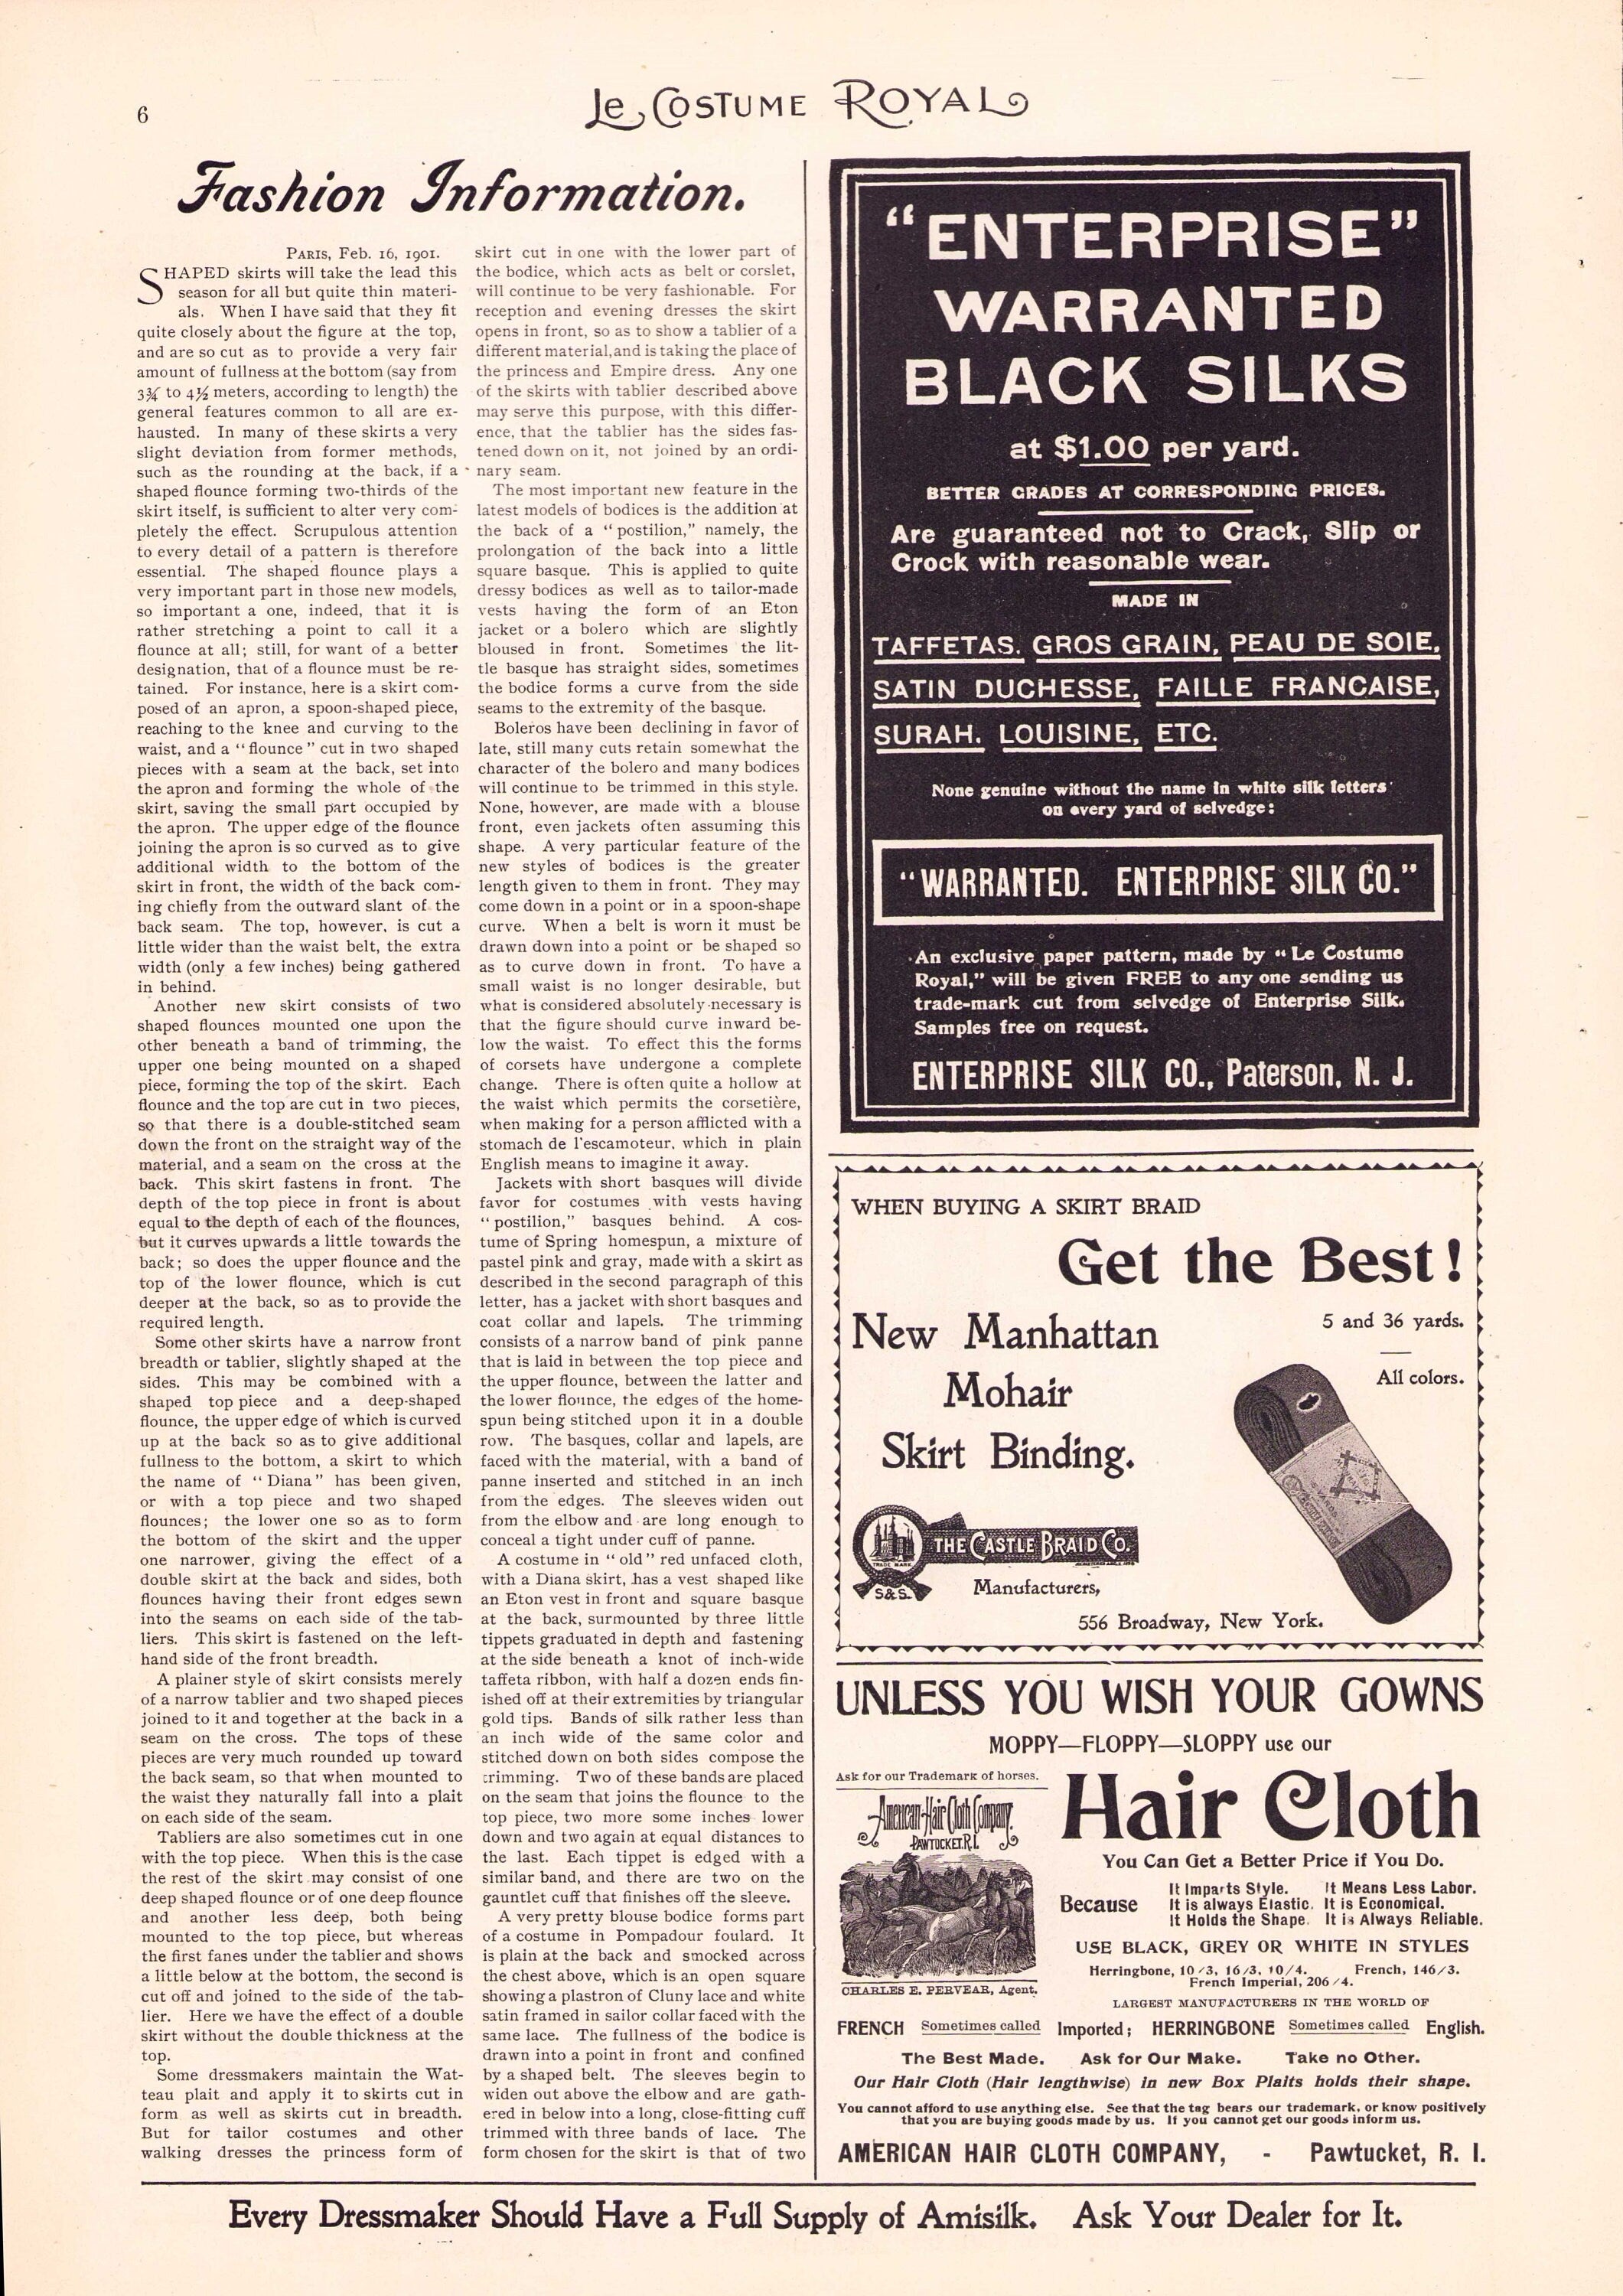 6
Le Costume Royal
Fashion Information.
Paris, Feb. 16, 1901.
SHAPED skirts will take the lead this
season for all but quite thin materi-
als. When I have said that they fit
quite closely about the figure at the top,
and are so cut as to provide a very fair
amount of fullness at the bottom (say from
3¾ to 4½ meters, according to length) the
general features common to all are ex-
hausted. In many of these skirts a very
slight deviation from former methods,
such as the rounding at the back, if a
shaped flounce forming two-thirds of the
skirt itself, is sufficient to alter very com-
pletely the effect. Scrupulous attention
to every detail of a pattern is therefore
essential. The shaped flounce plays a
very important part in those new models,
so important a one, indeed, that it is
rather stretching a point to call it a
flounce at all; still, for want of a better
designation, that of a flounce must be re-
tained. For instance, here is a skirt com-
posed of an apron, a spoon-shaped piece,
reaching to the knee and curving to the
waist, and a "flounce" cut in two shaped
pieces with a seam at the back, set into
the apron and forming the whole of the
skirt, saving the small part occupied by
the apron. The upper edge of the flounce
joining the apron is so curved as to give
additional width to the bottom of the
skirt in front, the width of the back com-
ing chiefly from the outward slant of the
back seam. The top, however, is cut a
little wider than the waist belt, the extra
width (only a few inches) being gathered
in behind.
Another new skirt consists of two
shaped flounces mounted one upon the
other beneath a band of trimming, the
upper one being mounted on a shaped
piece, forming the top of the skirt. Each
flounce and the top are cut in two pieces,
so that there is a double-stitched seam
down the front on the straight way of the
material, and a seam on the cross at the
back. This skirt fastens in front. The
depth of the top piece in front is about
equal to the depth of each of the flounces,
but it curves upwards a little towards the
back; so does the upper flounce and the
top of the lower flounce, which is cut
deeper at the back, so as to provide the
required length.
Some other skirts have a narrow front
breadth or tablier, slightly shaped at the
sides. This may be combined with a
shaped top piece and a deep-shaped
flounce, the upper edge of which is curved
up at the back so as to give additional
fullness to the bottom, a skirt to which
the name of "Diana" has been given,
or with a top piece and two shaped
flounces; the lower one so as to form
the bottom of the skirt and the upper
one narrower, giving the effect of a
double skirt at the back and sides, both
flounces having their front edges sewn
into the seams on each side of the tab-
liers. This skirt is fastened on the left-
hand side of the front breadth.
A plainer style of skirt consists merely
of a narrow tablier and two shaped pieces
joined to it and together at the back in a
seam on the cross. The tops of these
pieces are very much rounded up toward
the back seam, so that when mounted to
the waist they naturally fall into a plait
on each side of the seam.
Tabliers are also sometimes cut in one
with the top piece. When this is the case
the rest of the skirt may consist of one
deep shaped flounce or of one deep flounce
and another less deep, both being
mounted to the top piece, but whereas
the first fanes under the tablier and shows
a little below at the bottom, the second is
cut off and joined to the side of the tab-
lier. Here we have the effect of a double
skirt without the double thickness at the
top.
Some dressmakers maintain the Wat-
teau plait and apply it to skirts cut in
form as well as skirts cut in breadth.
But for tailor costumes and other
walking dresses the princess form of
skirt cut in one with the lower part of
the bodice, which acts as belt or corslet,
will continue to be very fashionable. For
reception and evening dresses the skirt
opens in front, so as to show a tablier of a
different material, and is taking the place of
the princess and Empire dress. Any one
of the skirts with tablier described above
may serve this purpose, with this differ-
ence, that the tablier has the sides fas-
tened down on it, not joined by an ordi-
nary seam.
The most important new feature in the
latest models of bodices is the addition at
the back of a "postilion," namely, the
prolongation of the back into a little
square basque. This is applied to quite
dressy bodices as well as to tailor-made
vests having the form of an Eton
jacket or a bolero which are slightly
bloused in front. Sometimes the lit-
tle basque has straight sides, sometimes
the bodice forms a curve from the side
seams to the extremity of the basque.
Boleros have been declining in favor of
late, still many cuts retain somewhat the
character of the bolero and many bodices
will continue to be trimmed in this style.
None, however, are made with a blouse
front, even jackets often assuming this
shape. A very particular feature of the
new styles of bodices is the greater
length given to them in front. They may
come down in a point or in a spoon-shape
curve. When a belt is worn it must be
drawn down into a point or be shaped so
as to curve down in front. To have a
small waist is no longer desirable, but
what is considered absolutely necessary is
that the figure should curve inward be-
low the waist. To effect this the forms
of corsets have undergone a complete
change. There is often quite a hollow at
the waist which permits the corsetière,
when making for a person afflicted with a
stomach de l'escamoteur, which in plain
English means to imagine it away.
Jackets with short basques will divide
favor for costumes with vests having
"postilion," basques behind. A cos-
tume of Spring homespun, a mixture of
pastel pink and gray, made with a skirt as
described in the second paragraph of this
letter, has a jacket with short basques and
coat collar and lapels. The trimming
consists of a narrow band of pink panne
that is laid in between the top piece and
the upper flounce, between the latter and
the lower flounce, the edges of the home-
spun being stitched upon it in a double
row. The basques, collar and lapels, are
faced with the material, with a band of
panne inserted and stitched in an inch
from the edges. The sleeves widen out
from the elbow and are long enough to
conceal a tight under cuff of panne.
A costume in "old" red unfaced cloth,
with a Diana skirt, has a vest shaped like
an Eton vest in front and square basque
at the back, surmounted by three little
tippets graduated in depth and fastening
at the side beneath a knot of inch-wide
taffeta ribbon, with half a dozen ends fin-
ished off at their extremities by triangular
gold tips. Bands of silk rather less than
an inch wide of the same color and
stitched down on both sides compose the
trimming. Two of these bands are placed
on the seam that joins the flounce to the
top piece, two more some inches lower
down and two again at equal distances to
the last. Each tippet is edged with a
similar band, and there are two on the
gauntlet cuff that finishes off the sleeve.
A very pretty blouse bodice forms part
of a costume in Pompadour foulard. It
is plain at the back and smocked across
the chest above, which is an open square
showing a plastron of Cluny lace and white
satin framed in sailor collar faced with the
same lace. The fullness of the bodice is
drawn into a point in front and confined
by a shaped belt. The sleeves begin to
widen out above the elbow and are gath-
ered in below into a long, close-fitting cuff
trimmed with three bands of lace. The
form chosen for the skirt is that of two
"ENTERPRISE"
WARRANTED
BLACK SILKS
at $1.00 per yard.
BETTER GRADES AT CORRESPONDING PRICES.
Are guaranteed not to Crack, Slip or
Crock with reasonable wear.
MADE IN
TAFFETAS. GROS GRAIN, PEAU DE SOIE,
SATIN DUCHESSE, FAILLE FRANCAISE,
SURAH. LOUISINE, ETC.
None genuine without the name in white silk letters
on every yard of selvedge:
"WARRANTED. ENTERPRISE SILK CO."
An exclusive paper pattern, made by "Le Costume
Royal," will be given FREE to any one sending us
trade-mark cut from selvedge of Enterprise Silk.
Samples free on request.
ENTERPRISE SILK CO., Paterson, N. J.
WHEN BUYING A SKIRT BRAID
Get the Best!
New Manhattan
Mohair
Skirt Binding.
5 and 36 yards.
All colors.
THE CASTLE BRAID CO.
TRADE MARK
S&S.
Manufacturers,
556 Broadway, New York.
UNLESS YOU WISH YOUR GOWNS
MOPPY—FLOPPY—SLOPPY use our
Ask for our Trademark of horses.
American Hair Cloth Company.
PAWTUCKET.R.I.
CHARLES E. PERVEAR, Agent.
Hair Cloth
You Can Get a Better Price if You Do.
Because
It Imparts Style. It Means Less Labor.
It is always Elastic. It is Economical.
It Holds the Shape. It is Always Reliable.
USE BLACK, GREY OR WHITE IN STYLES
Herringbone, 10/3, 16/3, 10/4. French, 146/3.
French Imperial, 206/4.
LARGEST MANUFACTURERS IN THE WORLD OF
FRENCH Sometimes called Imported; HERRINGBONE Sometimes called English.
The Best Made. Ask for Our Make. Take no Other.
Our Hair Cloth (Hair lengthwise) in new Box Plaits holds their shape.
You cannot afford to use anything else. See that the tag bears our trademark, or know positively
that you are buying goods made by us. If you cannot get our goods inform us.
AMERICAN HAIR CLOTH COMPANY, - Pawtucket, R. I.
Every Dressmaker Should Have a Full Supply of Amisilk. Ask Your Dealer for It.